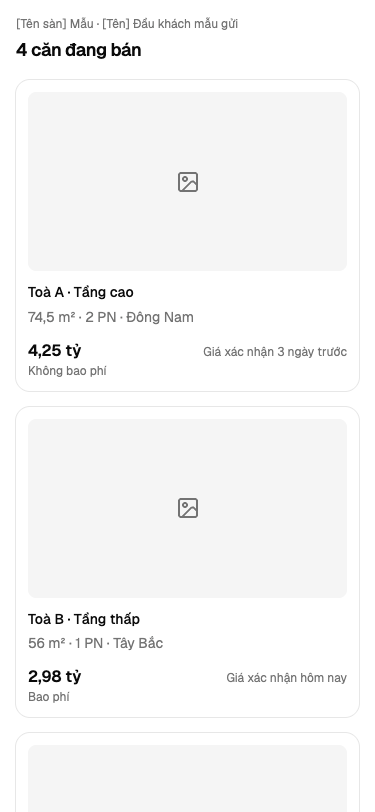 [Tên sàn] Mẫu · [Tên] Đầu khách mẫu gửi
4 căn đang bán
Toà A · Tầng cao
74,5 m² · 2 PN · Đông Nam
4,25 tỷ
Giá xác nhận 3 ngày trước
Không bao phí
Toà B · Tầng thấp
56 m² · 1 PN · Tây Bắc
2,98 tỷ
Giá xác nhận hôm nay
Bao phí